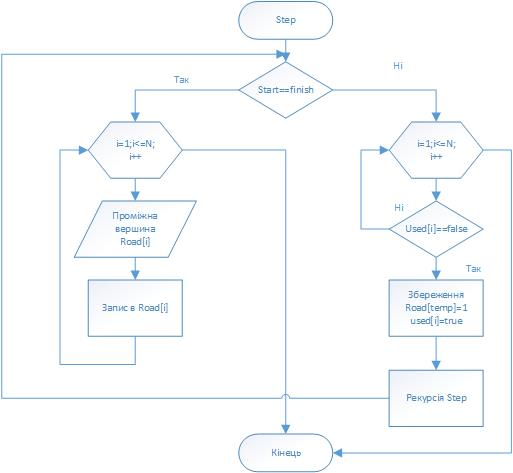 Step
Start==finish
Так
Ні
i=1;i<=N;
i++
i=1;i<=N;
i++
Проміжна
вершина
Road[i]
Ні
Used[i]==false
Так
Запис в Road[i]
Збереження
Road[temp]=1
used[i]=true
Рекурсія Step
Кінець